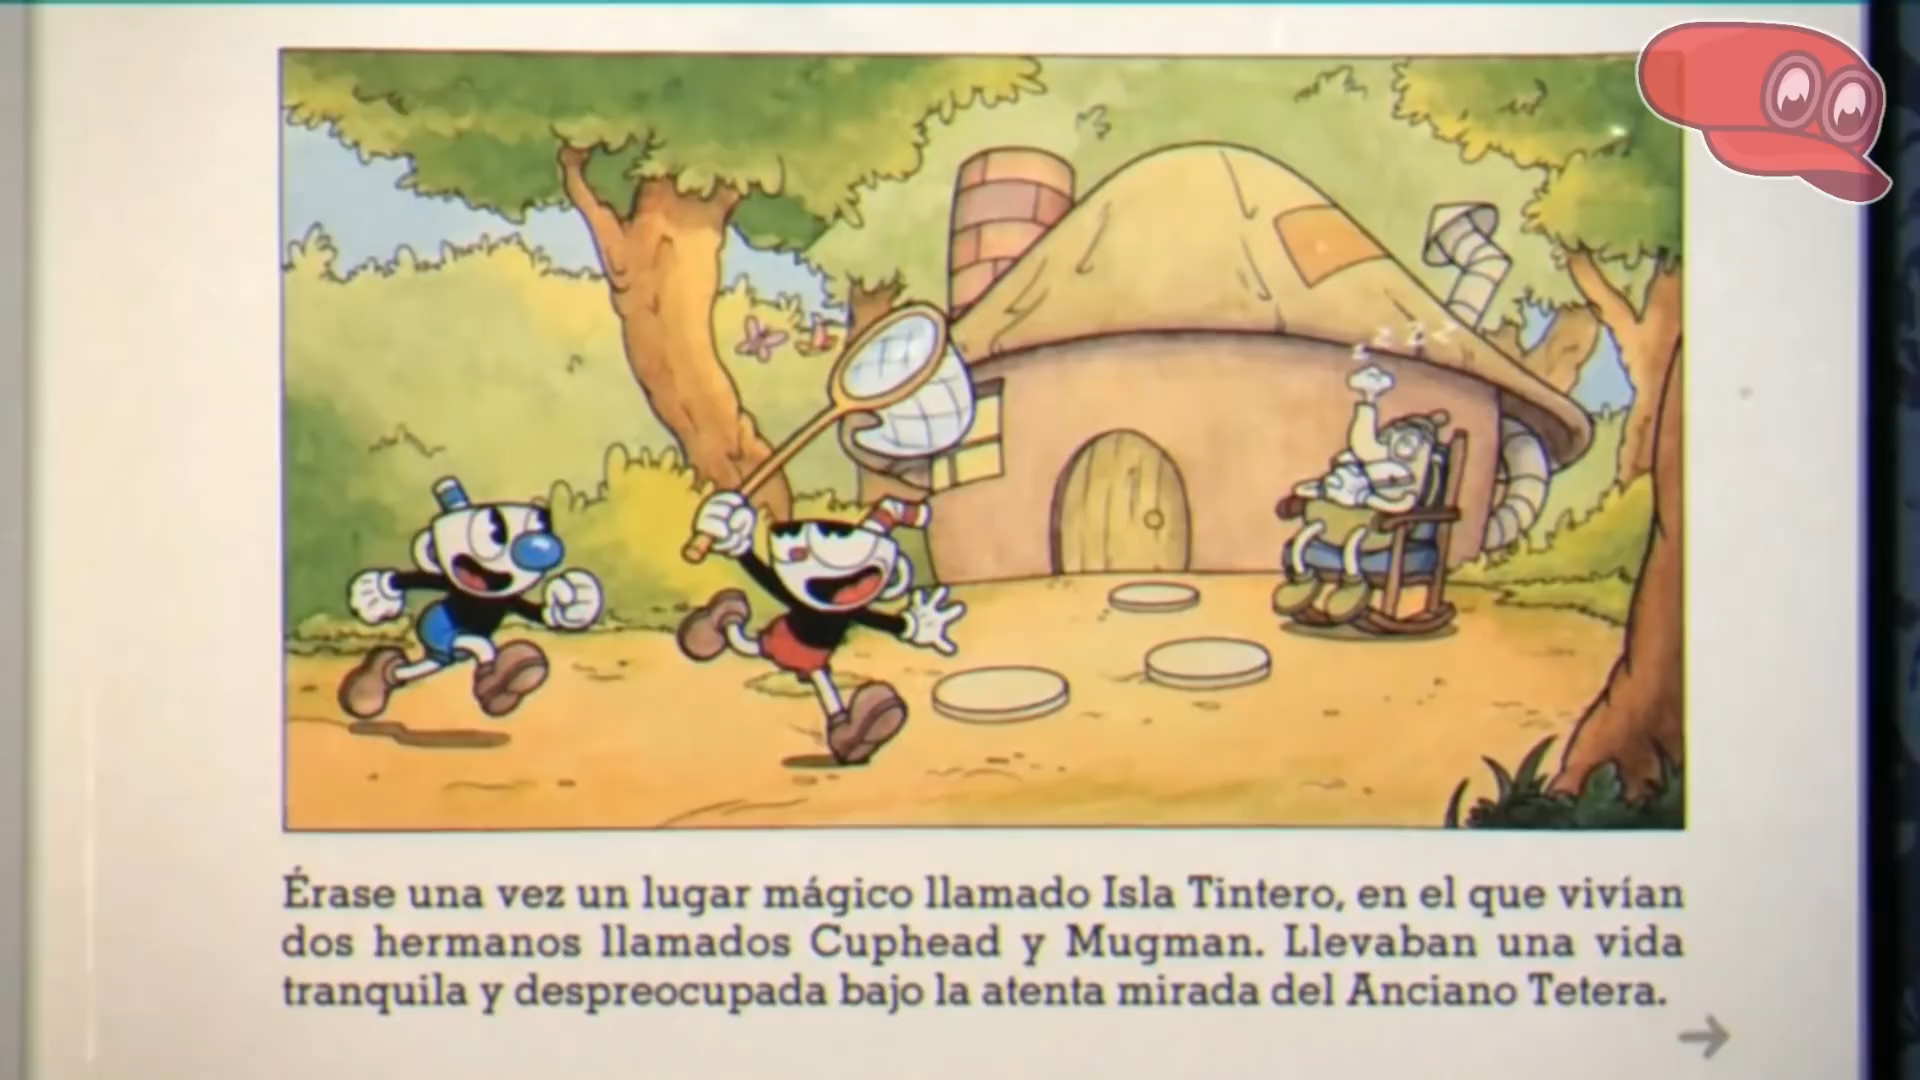 z z z z
Érase una vez un lugar mágico llamado Isla Tintero, en el que vivían
dos hermanos llamados Cuphead y Mugman. Llevaban una vida
tranquila y despreocupada bajo la atenta mirada del Anciano Tetera.